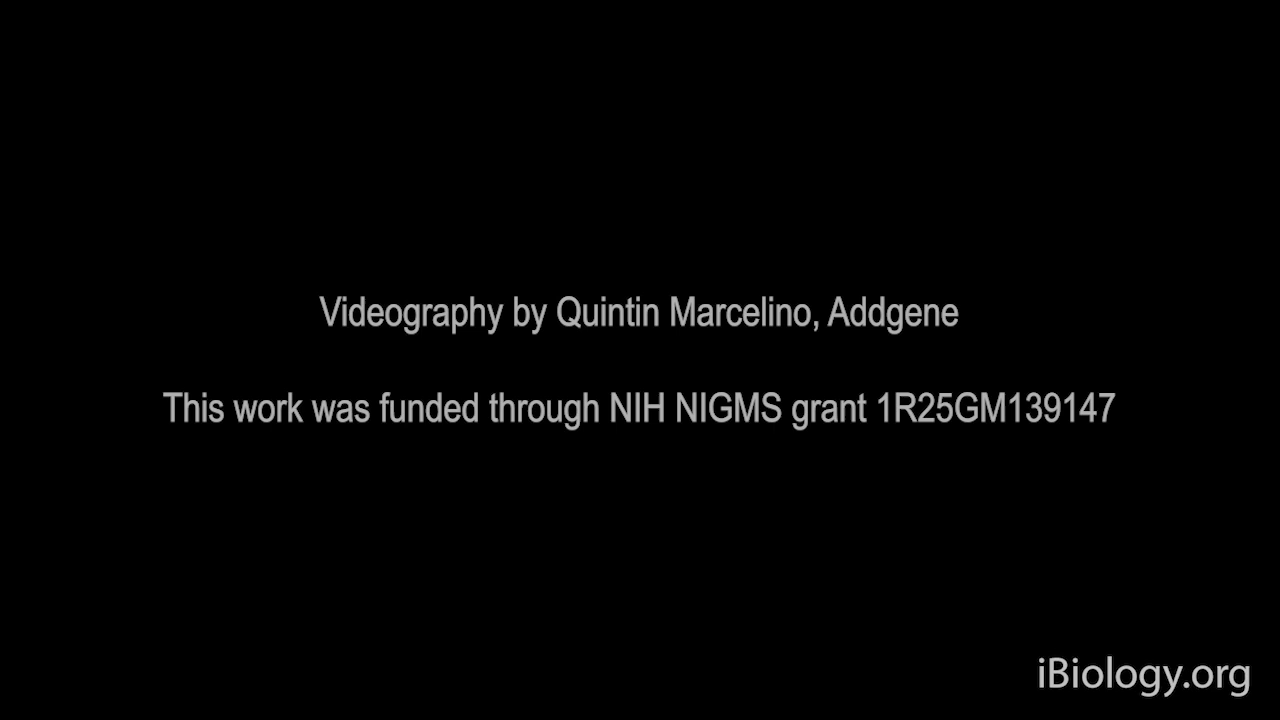 Videography by Quintin Marcelino, Addgene
This work was funded through NIH NIGMS grant 1R25GM139147
iBiology.org